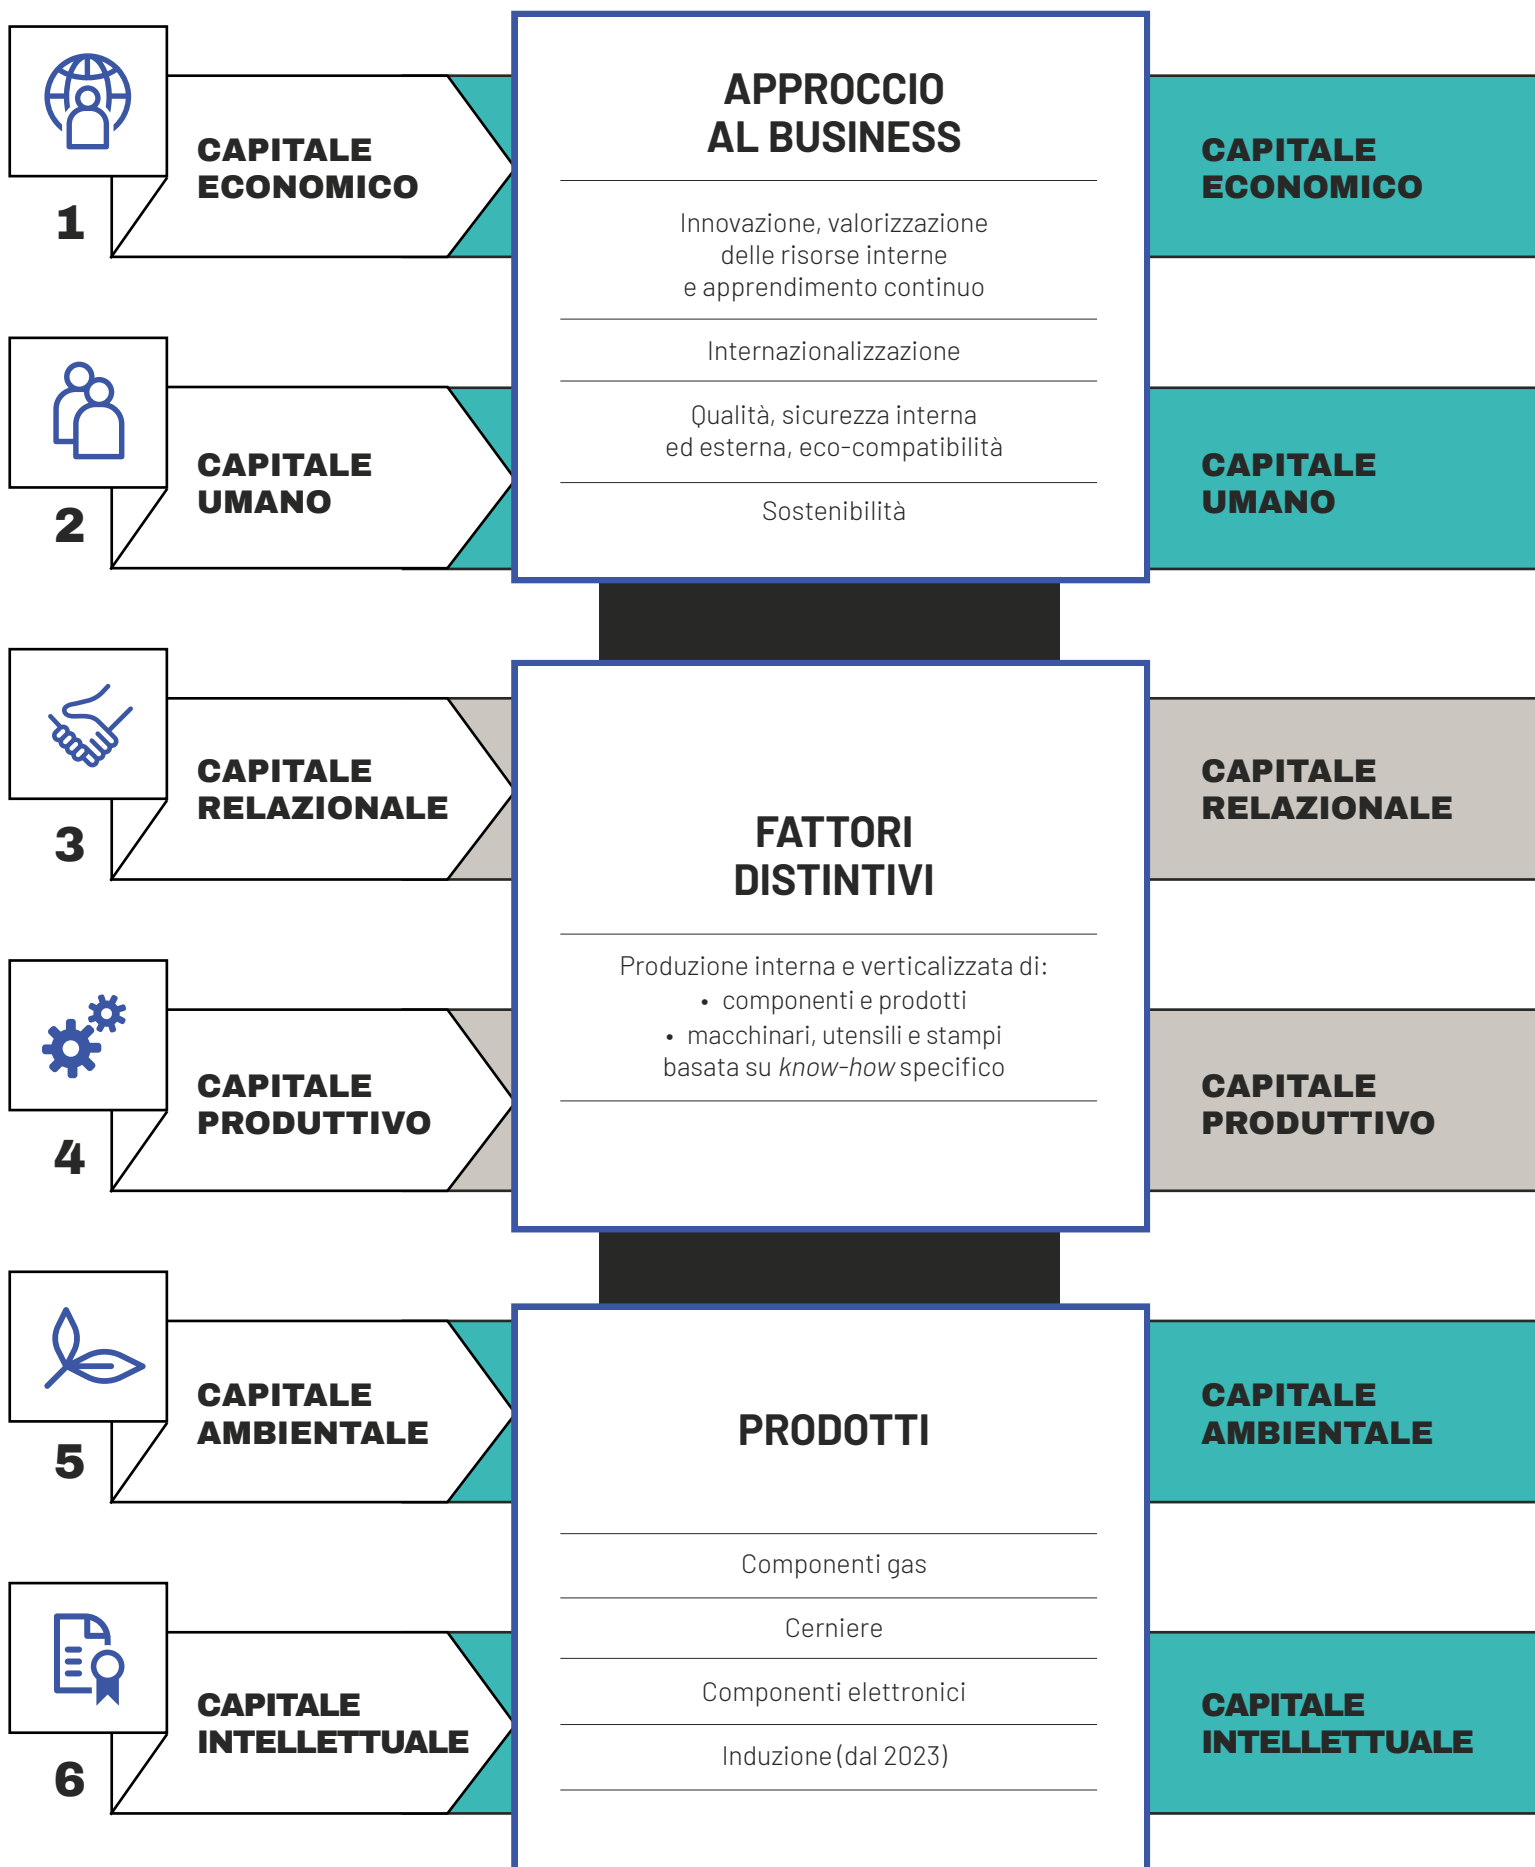 1
CAPITALE
ECONOMICO
2
CAPITALE
UMANO
3
CAPITALE
RELAZIONALE
4
CAPITALE
PRODUTTIVO
5
CAPITALE
AMBIENTALE
6
CAPITALE
INTELLETTUALE
APPROCCIO
AL BUSINESS
Innovazione, valorizzazione
delle risorse interne
e apprendimento continuo
Internazionalizzazione
Qualità, sicurezza interna
ed esterna, eco-compatibilità
Sostenibilità
FATTORI
DISTINTIVI
Produzione interna e verticalizzata di:
• componenti e prodotti
• macchinari, utensili e stampi
basata su know-how specifico
PRODOTTI
Componenti gas
Cerniere
Componenti elettronici
Induzione (dal 2023)
CAPITALE
ECONOMICO
CAPITALE
UMANO
CAPITALE
RELAZIONALE
CAPITALE
PRODUTTIVO
CAPITALE
AMBIENTALE
CAPITALE
INTELLETTUALE